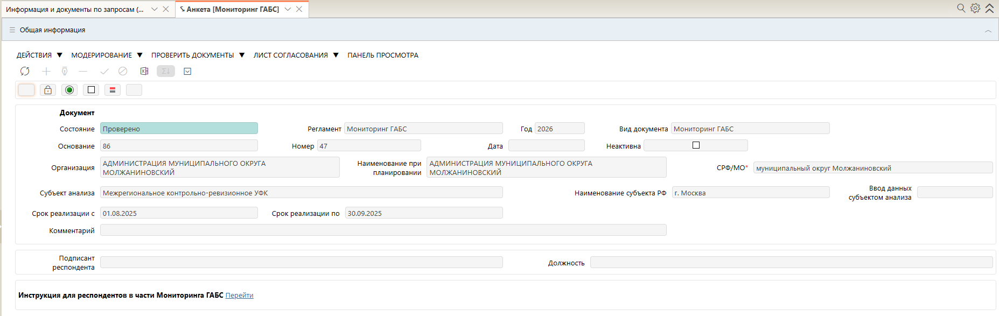 Информация и документы по запросам (...
Анкета [Мониторинг ГАБС]
Общая информация
ДЕЙСТВИЯ ▼ МОДЕРИРОВАНИЕ ▼ ПРОВЕРИТЬ ДОКУМЕНТЫ ▼ ЛИСТ СОГЛАСОВАНИЯ ▼ ПАНЕЛЬ ПРОСМОТРА
Σ↓
Документ
Состояние Проверено Регламент Мониторинг ГАБС Год 2026 Вид документа Мониторинг ГАБС
Основание 86 Номер 47 Дата Неактивна
Организация АДМИНИСТРАЦИЯ МУНИЦИПАЛЬНОГО ОКРУГА
МОЛЖАНИНОВСКИЙ
Наименование при
планировании
АДМИНИСТРАЦИЯ МУНИЦИПАЛЬНОГО ОКРУГА
МОЛЖАНИНОВСКИЙ
СРФ/МО* муниципальный округ Молжаниновский
Субъект анализа Межрегиональное контрольно-ревизионное УФК Наименование субъекта РФ г. Москва
Ввод данных
субъектом анализа
Срок реализации с 01.08.2025 Срок реализации по 30.09.2025
Комментарий
Подписант
респондента
Должность
Инструкция для респондентов в части Мониторинга ГАБС Перейти